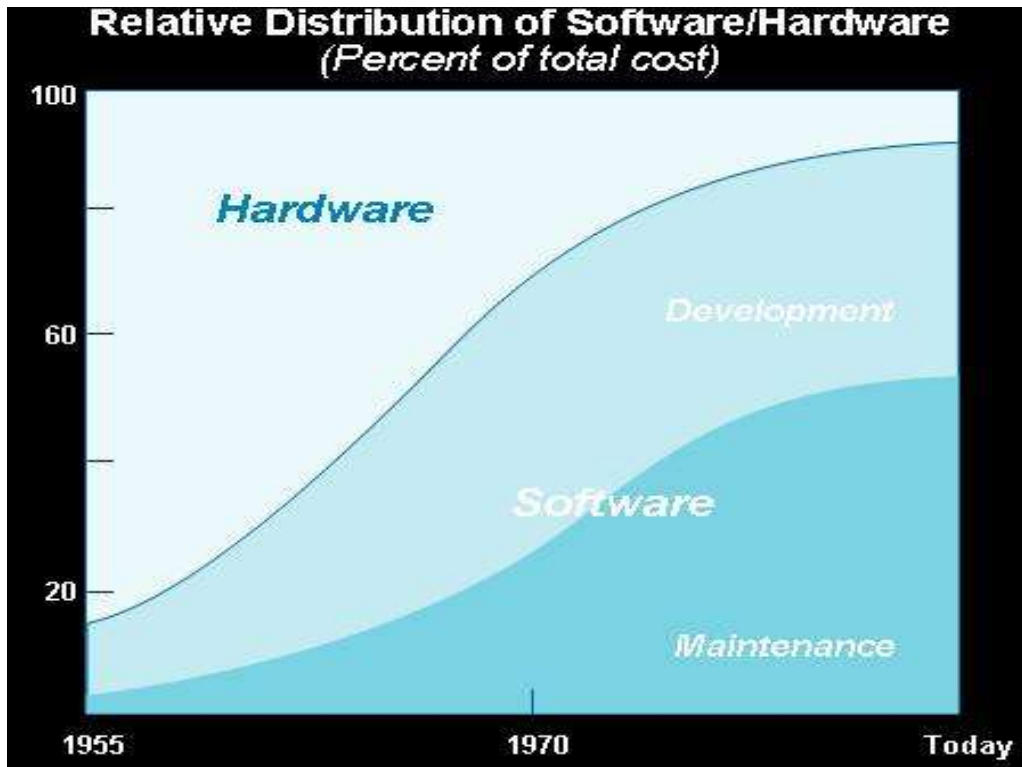 Relative Distribution of Software/Hardware
(Percent of total cost)
100
Hardware
Development
60
Software
20
Maintenance
1955 1970 Today